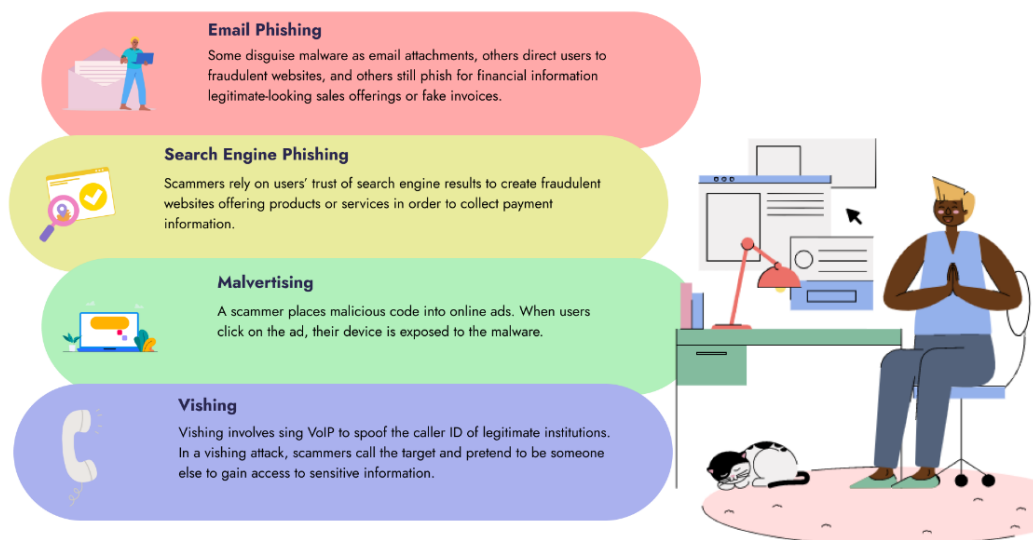 Email Phishing
Some disguise malware as email attachments, others direct users to
fraudulent websites, and others still phish for financial information
legitimate-looking sales offerings or fake invoices.
Search Engine Phishing
Scammers rely on users’ trust of search engine results to create fraudulent
websites offering products or services in order to collect payment
information.
Malvertising
A scammer places malicious code into online ads. When users
click on the ad, their device is exposed to the malware.
Vishing
Vishing involves sing VoIP to spoof the caller ID of legitimate institutions.
In a vishing attack, scammers call the target and pretend to be someone
else to gain access to sensitive information.